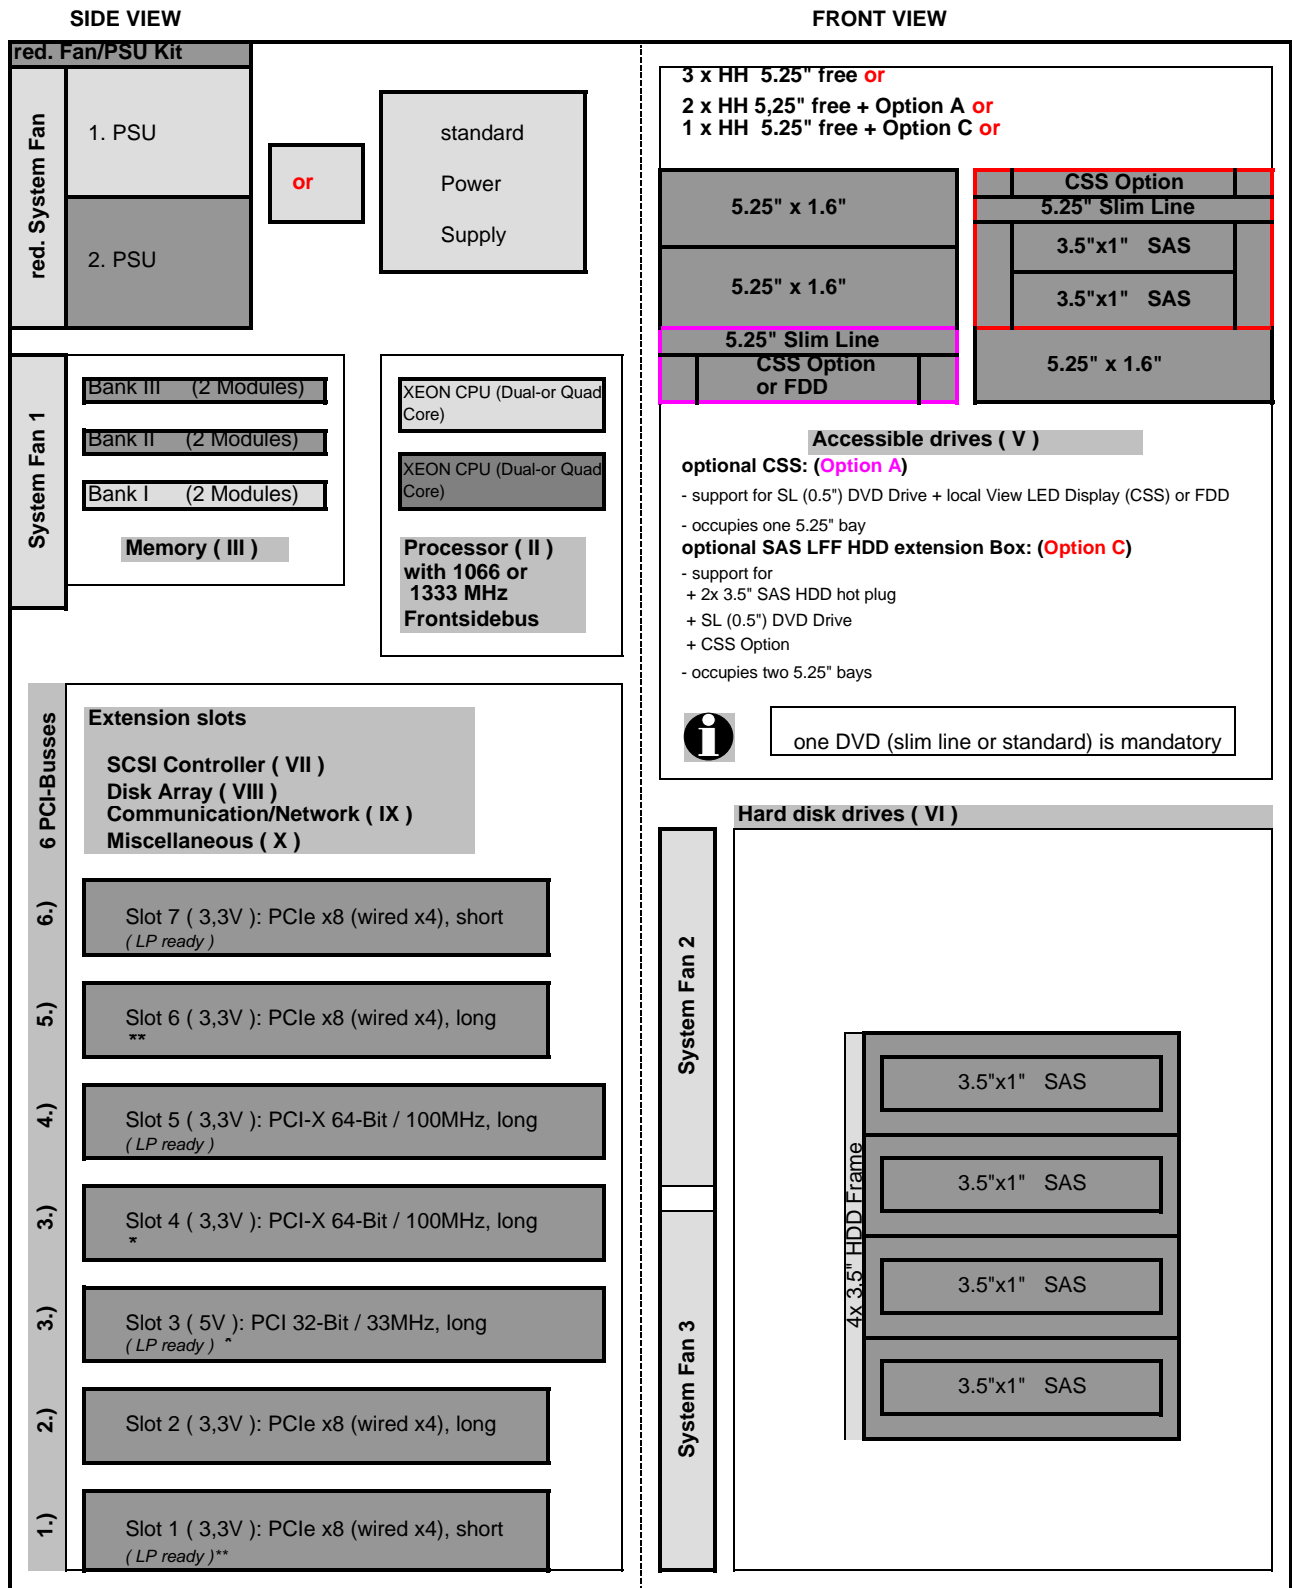 SIDE VIEW
FRONT VIEW
red. Fan/PSU Kit
red. System Fan
1. PSU
2. PSU
or
standard
Power
Supply
System Fan 1
Bank III (2 Modules)
Bank II (2 Modules)
Bank I (2 Modules)
Memory ( III )
XEON CPU (Dual-or Quad
Core)
XEON CPU (Dual-or Quad
Core)
Processor ( II )
with 1066 or
1333 MHz
Frontsidebus
6 PCI-Busses
Extension slots
SCSI Controller ( VII )
Disk Array ( VIII )
Communication/Network ( IX )
Miscellaneous ( X )
6.)
Slot 7 ( 3,3V ): PCIe x8 (wired x4), short
( LP ready )
5.)
Slot 6 ( 3,3V ): PCIe x8 (wired x4), long
**
4.)
Slot 5 ( 3,3V ): PCI-X 64-Bit / 100MHz, long
( LP ready )
3.)
Slot 4 ( 3,3V ): PCI-X 64-Bit / 100MHz, long
*
3.)
Slot 3 ( 5V ): PCI 32-Bit / 33MHz, long
( LP ready ) *
2.)
Slot 2 ( 3,3V ): PCIe x8 (wired x4), long
1.)
Slot 1 ( 3,3V ): PCIe x8 (wired x4), short
( LP ready )**
3 x HH 5.25" free or
2 x HH 5,25" free + Option A or
1 x HH 5.25" free + Option C or
5.25" x 1.6"
5.25" x 1.6"
5.25" Slim Line
CSS Option
or FDD
CSS Option
5.25" Slim Line
3.5"x1" SAS
3.5"x1" SAS
5.25" x 1.6"
Accessible drives ( V )
optional CSS: (Option A)
- support for SL (0.5") DVD Drive + local View LED Display (CSS) or FDD
- occupies one 5.25" bay
optional SAS LFF HDD extension Box: (Option C)
- support for
+ 2x 3.5" SAS HDD hot plug
+ SL (0.5") DVD Drive
+ CSS Option
- occupies two 5.25" bays
i
one DVD (slim line or standard) is mandatory
Hard disk drives ( VI )
System Fan 2
System Fan 3
4x 3.5" HDD Frame
3.5"x1" SAS
3.5"x1" SAS
3.5"x1" SAS
3.5"x1" SAS